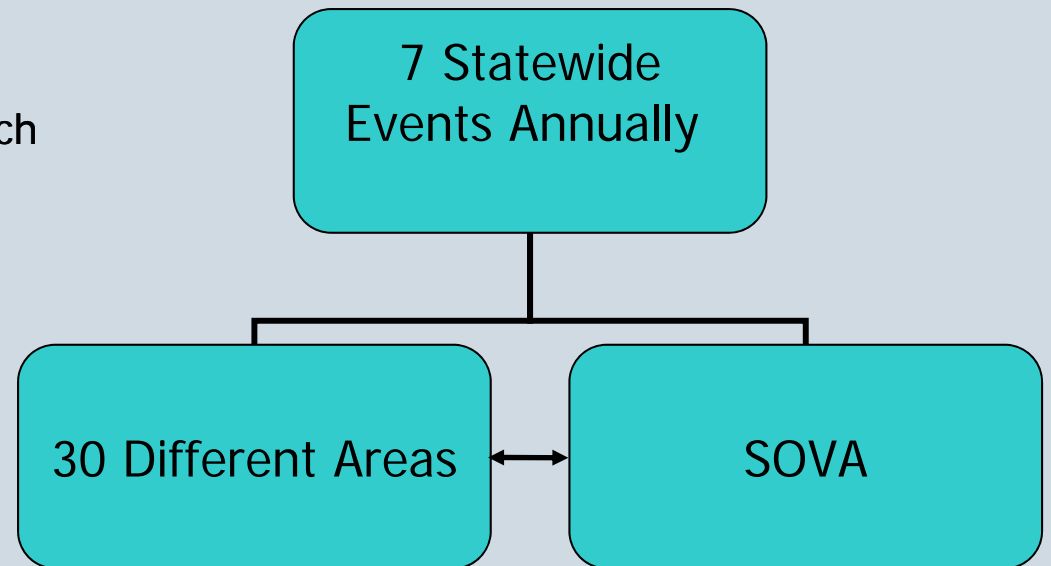 7 Statewide
Events Annually
ch
30 Different Areas
SOVA